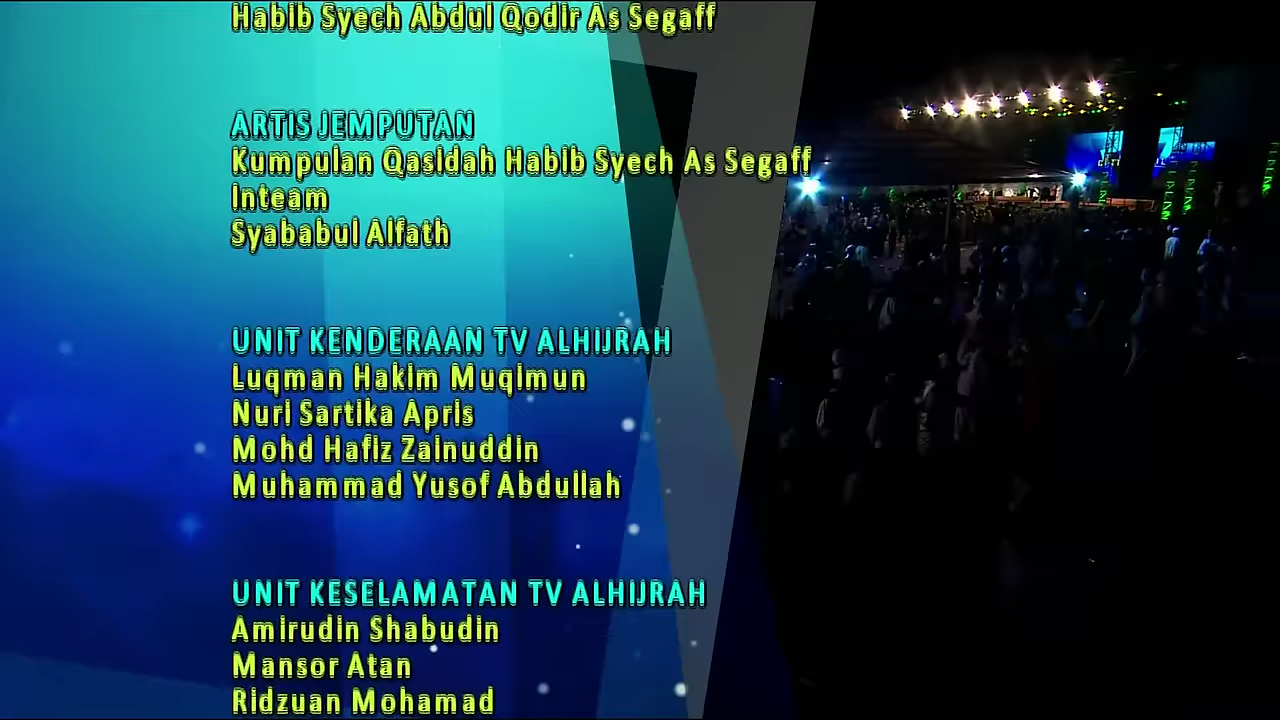 Habib Syech Abdul Qodir As Segaff
ARTIS JEMPUTAN
Kumpulan Qasidah Habib Syech As Segaff
Inteam
Syababul Alfath
UNIT KENDERAAN TV ALHIJRAH
Luqman Hakim Muqimun
Nuri Sartika Apris
Mohd Hafiz Zainuddin
Muhammad Yusof Abdullah
UNIT KESELAMATAN TV ALHIJRAH
Amirudin Shabudin
Mansor Atan
Ridzuan Mohamad